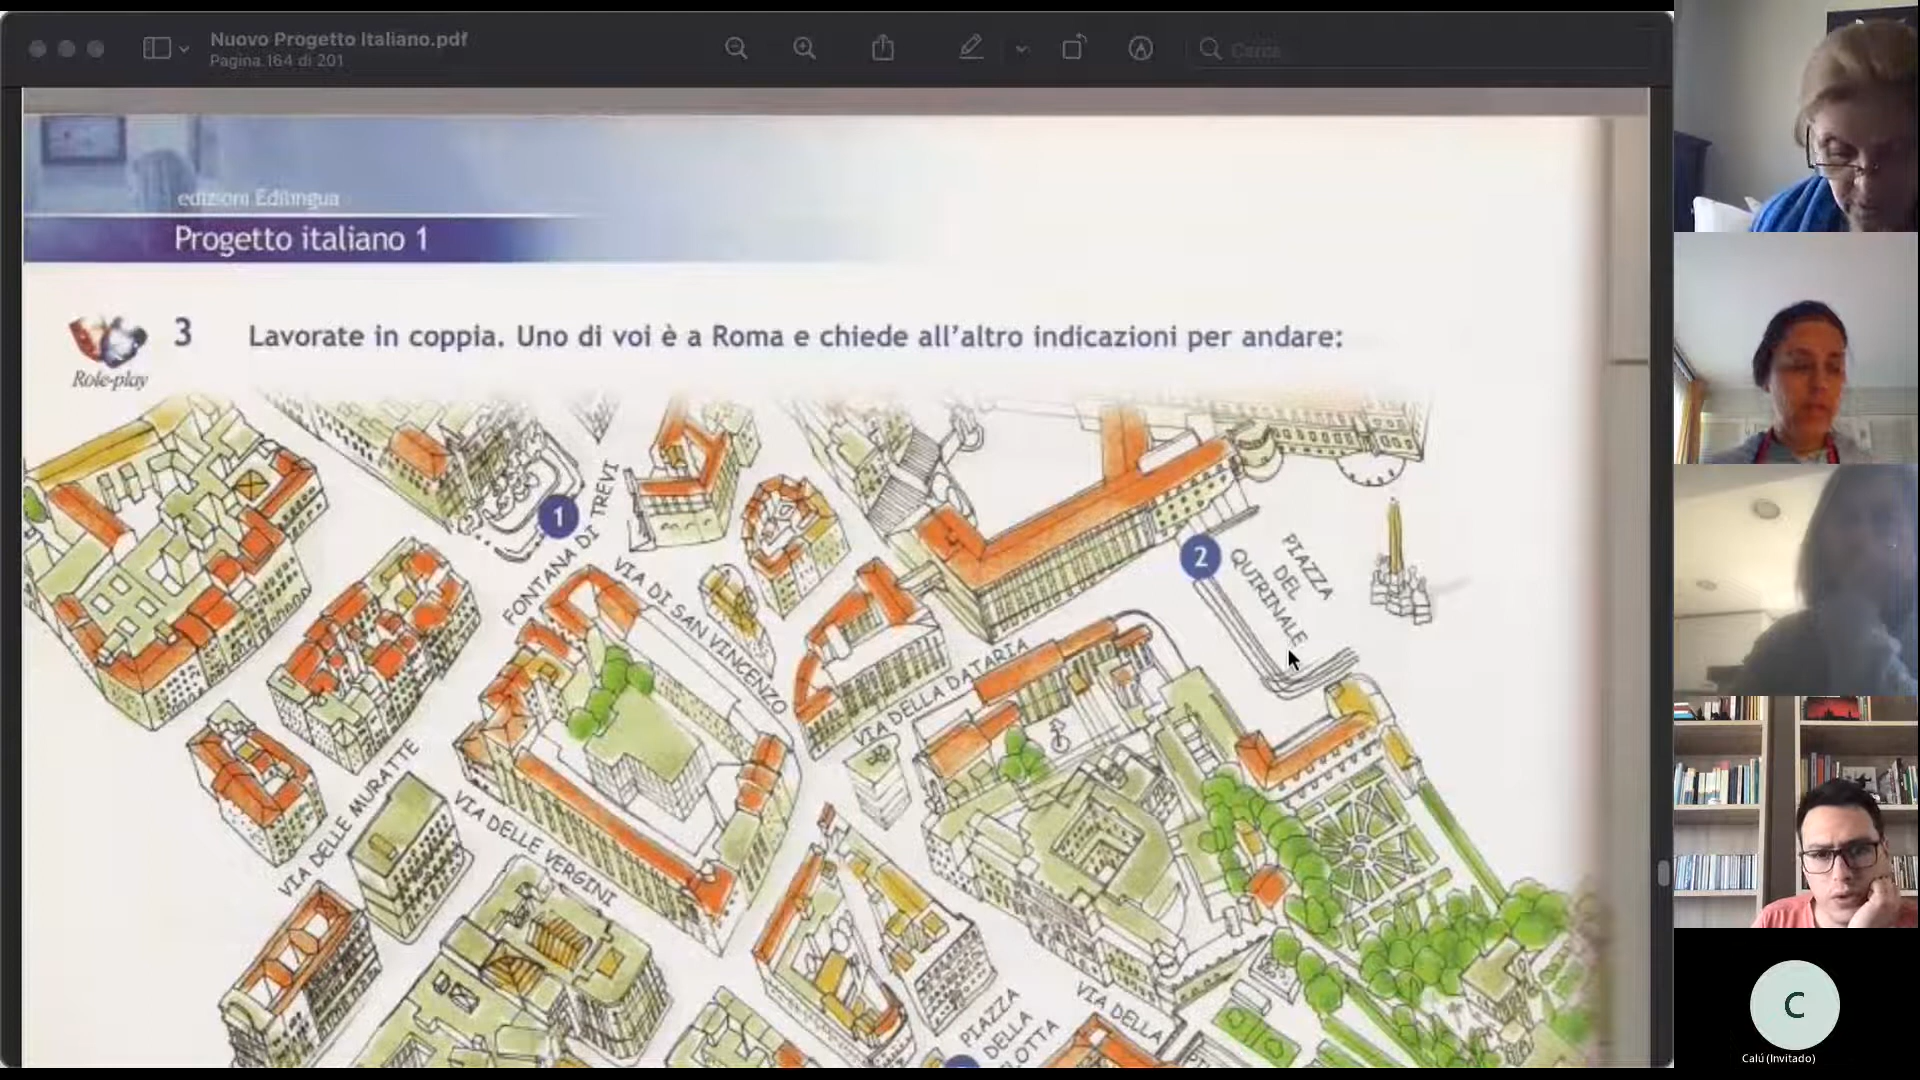 Nuovo Progetto Italiano.pdf
Pagina 164 di 201
Cerca
edizioni Edilingua
Progetto italiano 1
Role-play
3
Lavorate in coppia. Uno di voi è a Roma e chiede all'altro indicazioni per andare:
1
FONTANA DI TREVI
VIA DI SAN VINCENZO
2
PIAZZA
DEL
QUIRINALE
VIA DELLA DATARIA
VIA DELLE MURATTE
VIA DELLE VERGINI
PIAZZA
DELLA
VIA DELLA
C
Calú (Invitado)